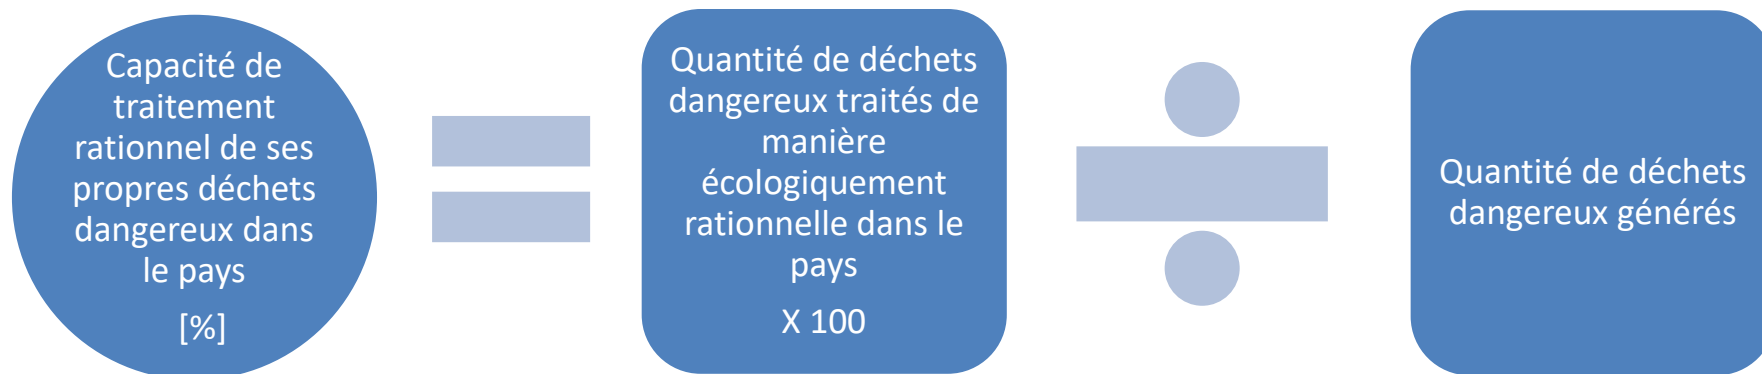 Capacité de
traitement
rationnel de ses
propres déchets
dangereux dans
le pays
[%]
Quantité de déchets
dangereux traités de
manière
écologiquement
rationnelle dans le
pays
X 100
Quantité de déchets
dangereux générés